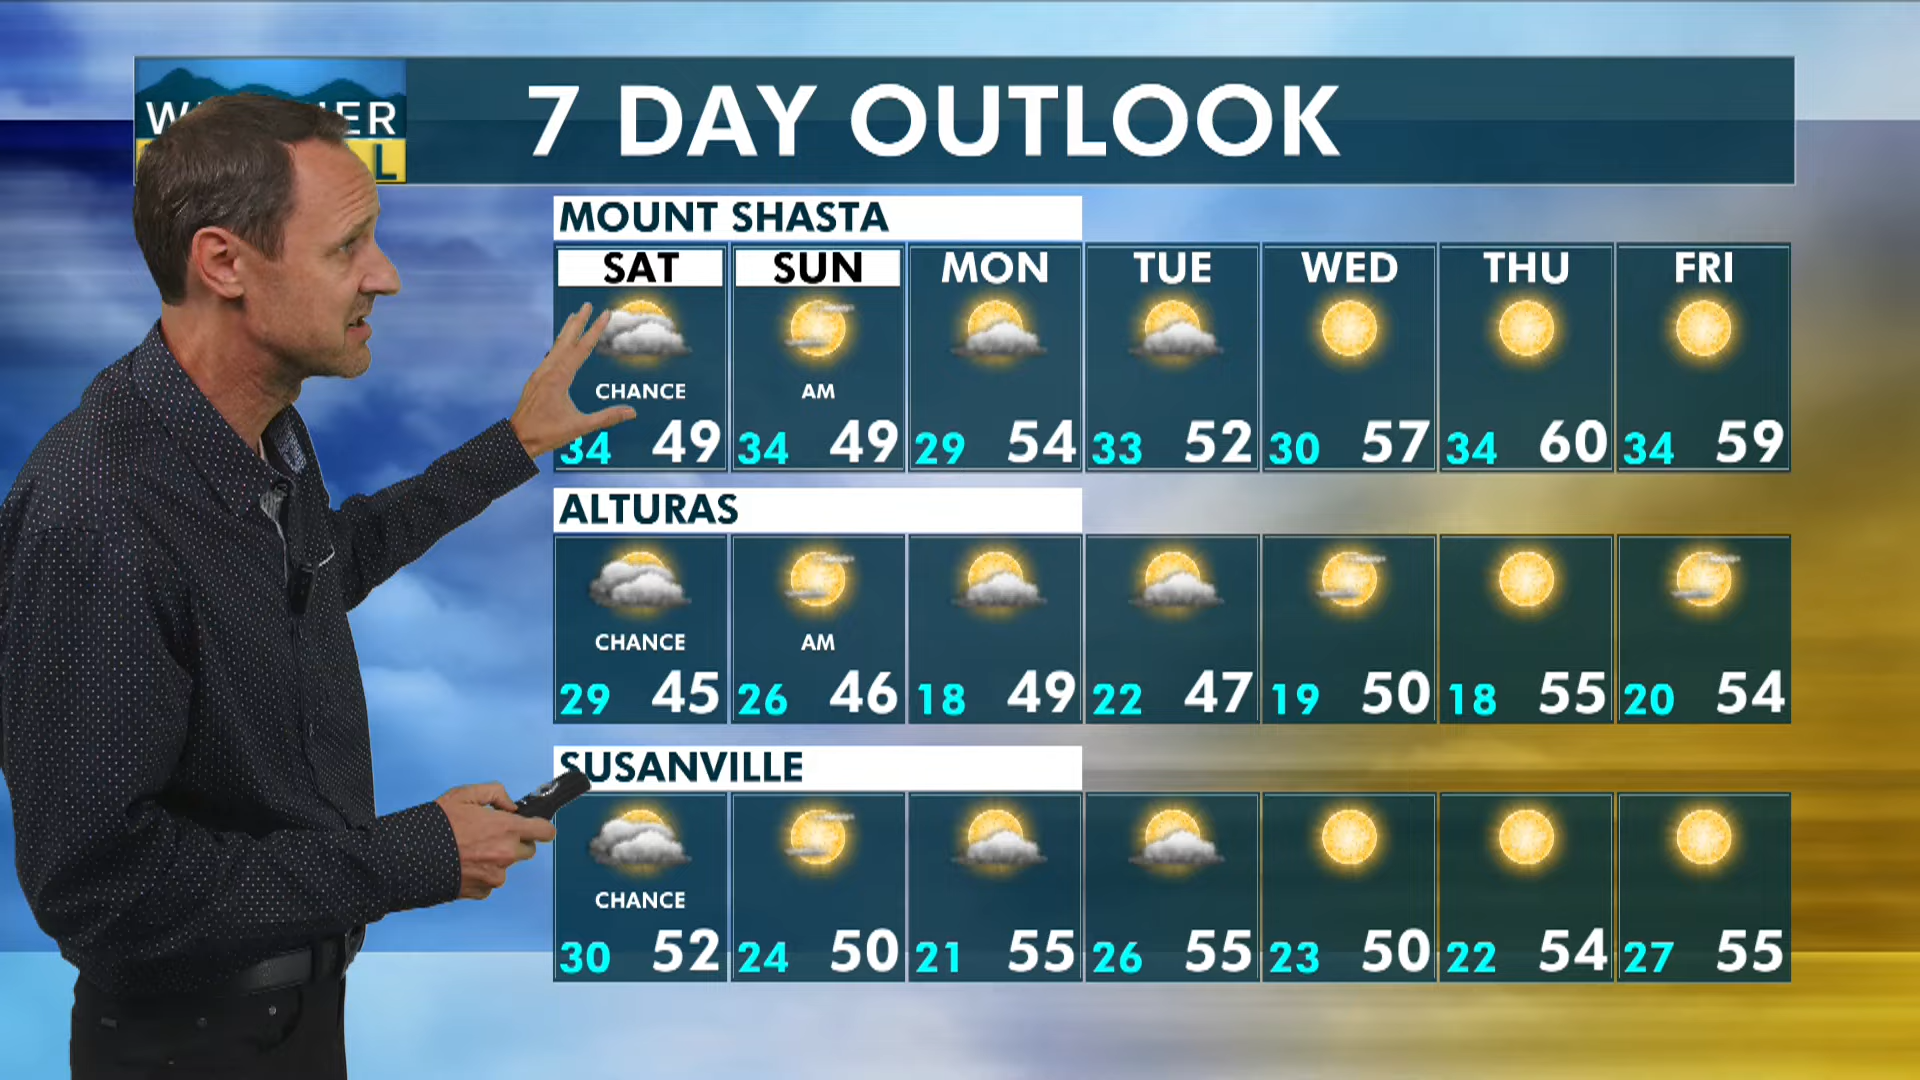 ER
L
7 DAY OUTLOOK
MOUNT SHASTA
SAT SUN MON TUE WED THU FRI
CHANCE AM
34 49 34 49 29 54 33 52 30 57 34 60 34 59
ALTURAS
CHANCE AM
29 45 26 46 18 49 22 47 19 50 18 55 20 54
SUSANVILLE
CHANCE
30 52 24 50 21 55 26 55 23 50 22 54 27 55